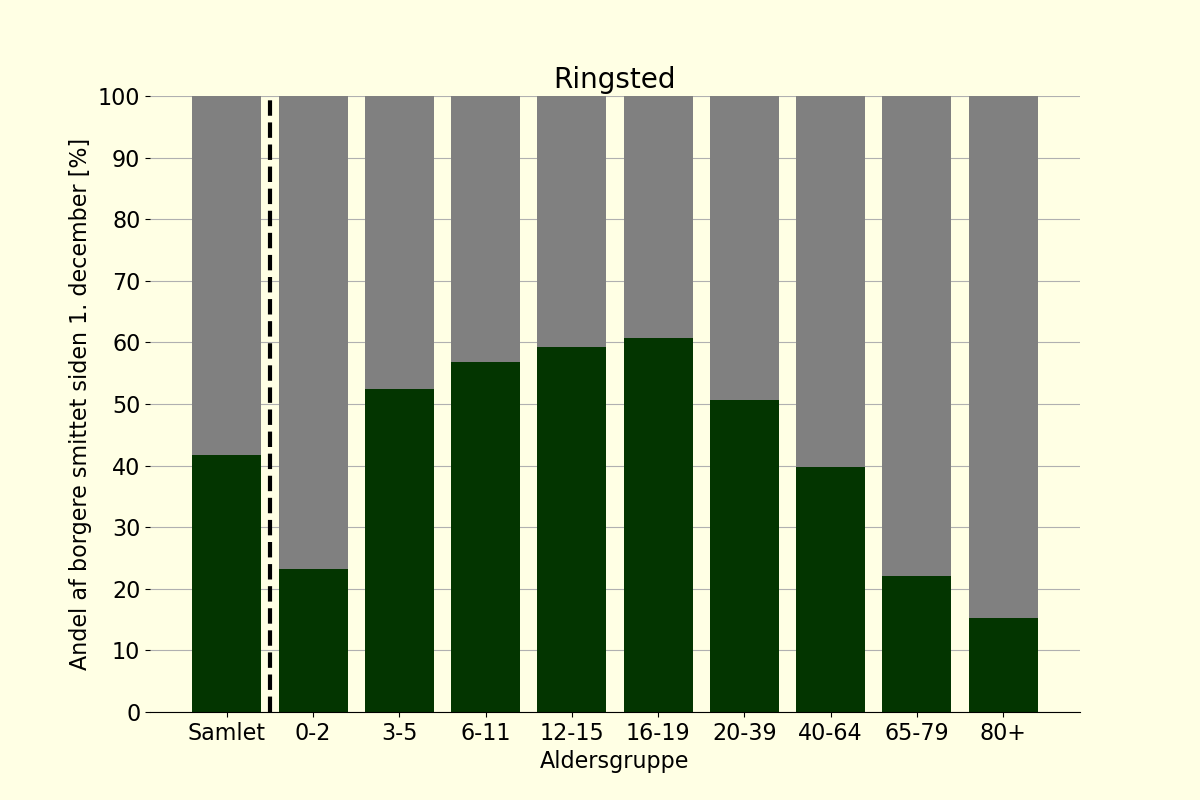 Ringsted
Andel af borgere smittet siden 1. december [%]
100
90
80
70
60
50
40
30
20
10
0
Samlet 0-2 3-5 6-11 12-15 16-19 20-39 40-64 65-79 80+
Aldersgruppe